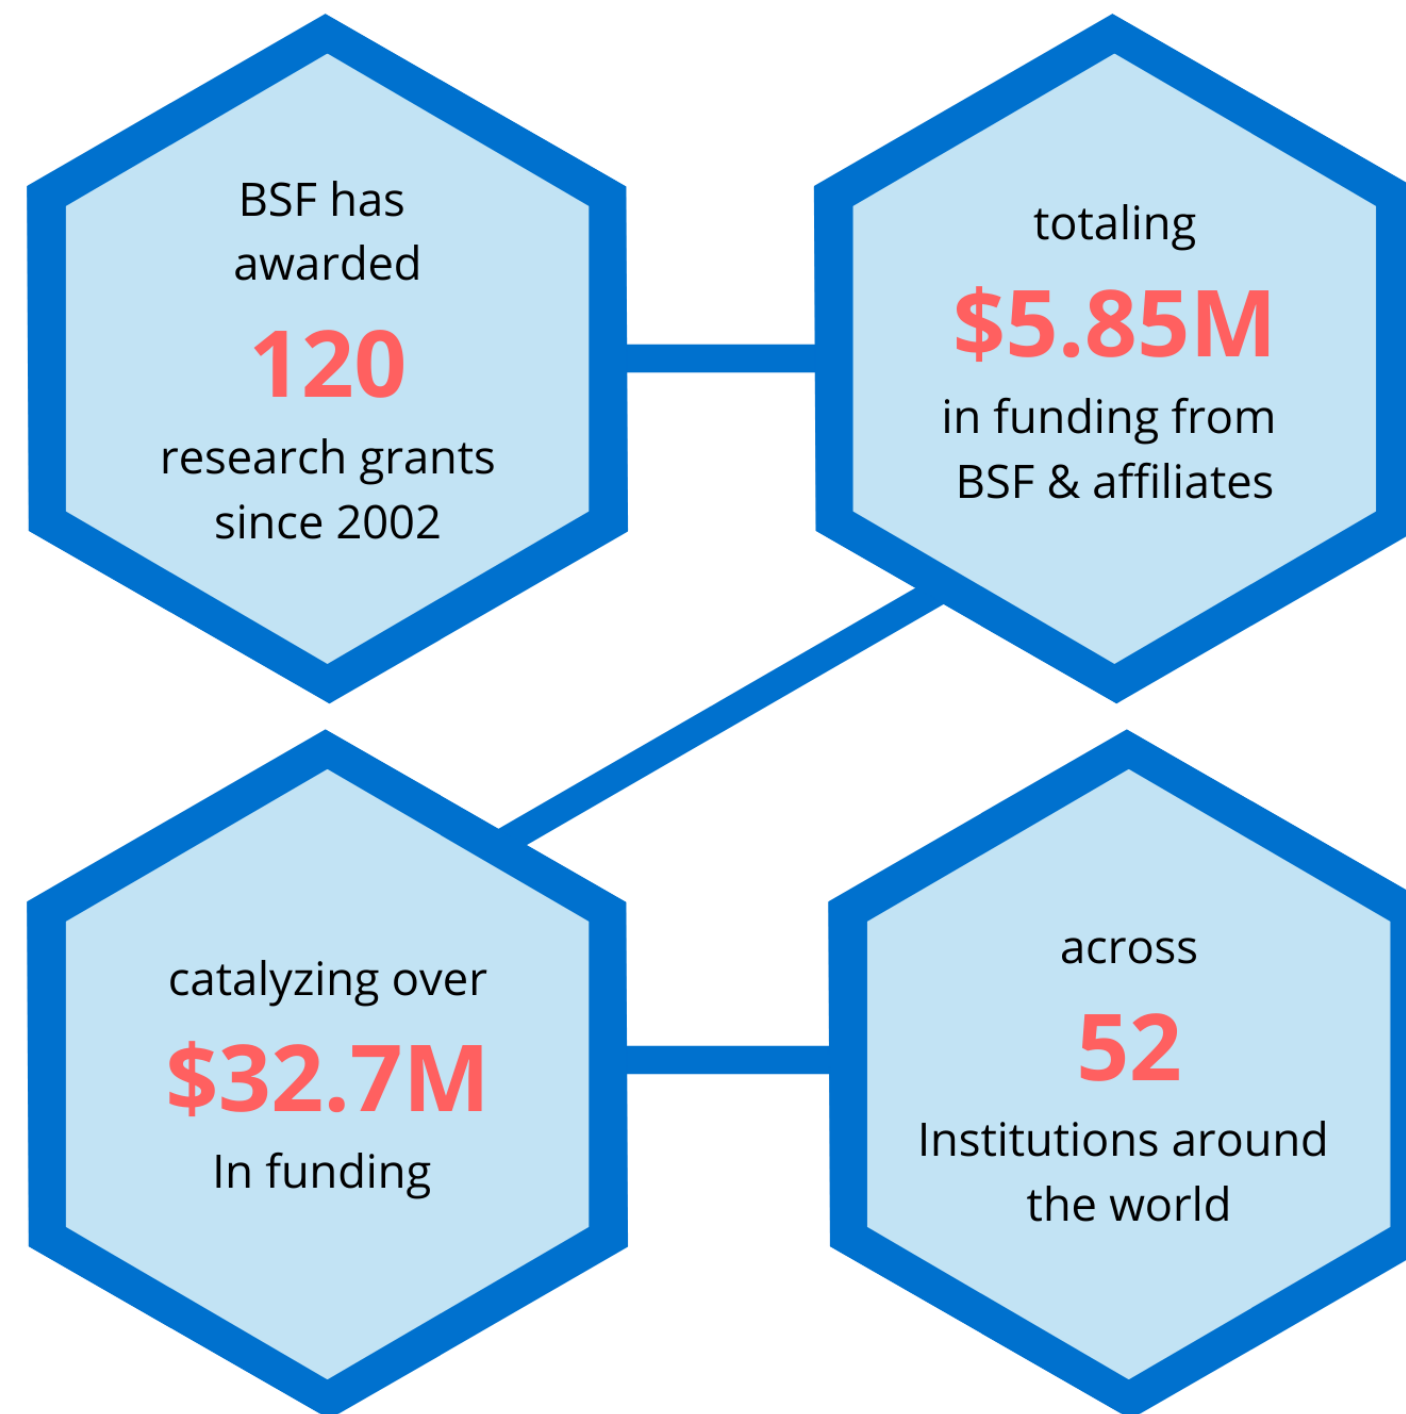 BSF has
awarded
120
research grants
since 2002
totaling
$5.85M
in funding from
BSF & affiliates
catalyzing over
$32.7M
In funding
across
52
Institutions around
the world